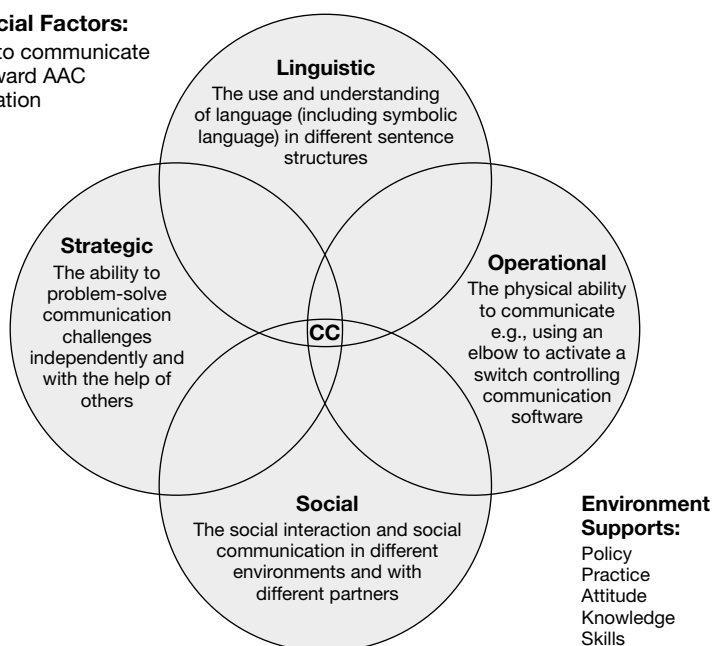 cial Factors:
to communicate
ward AAC
ation
Linguistic
The use and understanding
of language (including symbolic
language) in different sentence
structures
Strategic
The ability to
problem-solve
communication
challenges
independently and
with the help of
others
Operational
The physical ability
to communicate
e.g., using an
elbow to activate a
switch controlling
communication
software
CC
Social
The social interaction and social
communication in different
environments and with
different partners
Environment
Supports:
Policy
Practice
Attitude
Knowledge
Skills